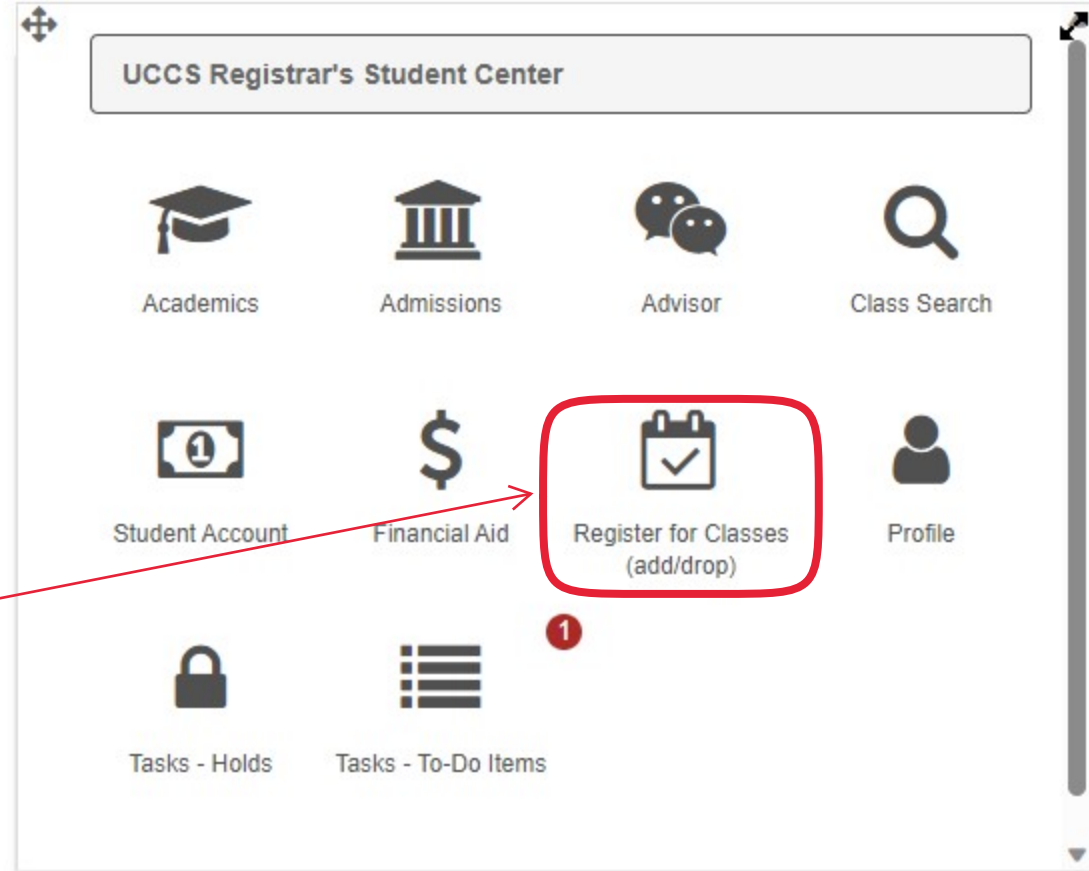 UCCS Registrar's Student Center
Academics
Admissions
Advisor
Class Search
1
Student Account
Financial Aid
Register for Classes
(add/drop)
Profile
1
Tasks - Holds
Tasks - To-Do Items